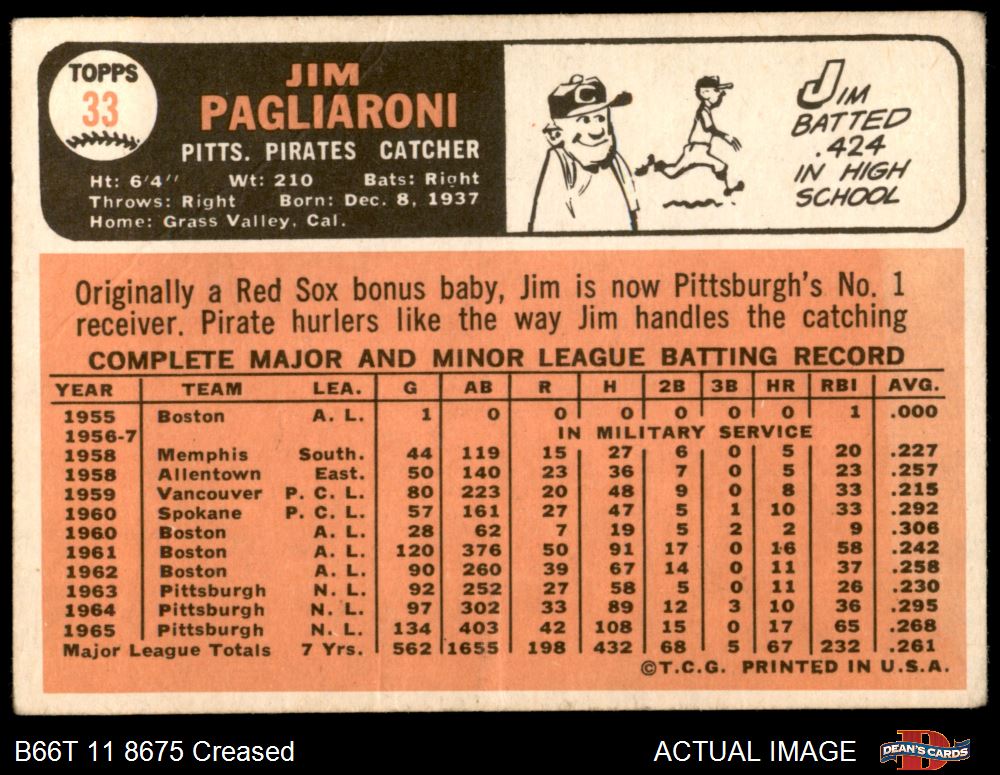 TOPPS
33
JIM
PAGLIARONI
PITTS. PIRATES CATCHER
Ht: 6'4" Wt: 210 Bats: Right
Throws: Right Born: Dec. 8, 1937
Home: Grass Valley, Cal.
C
JIM
BATTED
.424
IN HIGH
SCHOOL
Originally a Red Sox bonus baby, Jim is now Pittsburgh's No. 1
receiver. Pirate hurlers like the way Jim handles the catching
COMPLETE MAJOR AND MINOR LEAGUE BATTING RECORD
YEAR TEAM LEA. G AB R H 2B 3B HR RBI AVG.
1955 Boston A. L. 1 0 0 0 0 0 0 1 .000
1956-7 IN MILITARY SERVICE
1958 Memphis South. 44 119 15 27 6 0 5 20 .227
1958 Allentown East. 50 140 23 36 7 0 5 23 .257
1959 Vancouver P. C. L. 80 223 20 48 9 0 8 33 .215
1960 Spokane P. C. L. 57 161 27 47 5 1 10 33 .292
1960 Boston A. L. 28 62 7 19 5 2 2 9 .306
1961 Boston A. L. 120 376 50 91 17 0 16 58 .242
1962 Boston A. L. 90 260 39 67 14 0 11 37 .258
1963 Pittsburgh N. L. 92 252 27 58 5 0 11 26 .230
1964 Pittsburgh N. L. 97 302 33 89 12 3 10 36 .295
1965 Pittsburgh N. L. 134 403 42 108 15 0 17 65 .268
Major League Totals 7 Yrs. 562 1655 198 432 68 5 67 232 .261
©T.C.G. PRINTED IN U.S.A.
B66T 11 8675 Creased
ACTUAL IMAGE
D
DEAN'S CARDS